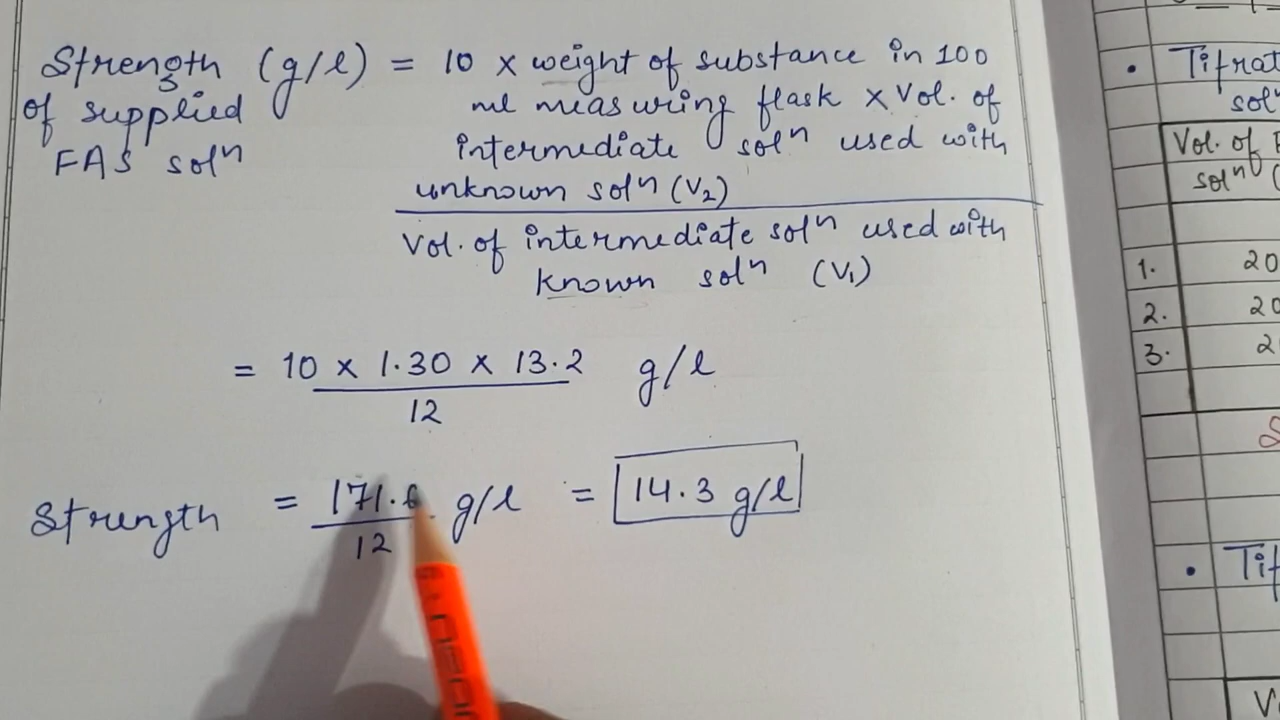 Strength (g/l) = 10 x weight of substance in 100
of supplied ml measuring flask x Vol. of
FAS solⁿ intermediate solⁿ used with
unknown solⁿ (V₂)
Vol. of intermediate solⁿ used with
known solⁿ (V₁)
= 10 x 1.30 x 13.2 g/l
12
Strength = 171.6 g/l = 14.3 g/l
12
• Titrat
solⁿ
Vol. of
solⁿ (
1. 20
2. 20
3. 2
• Tit
V